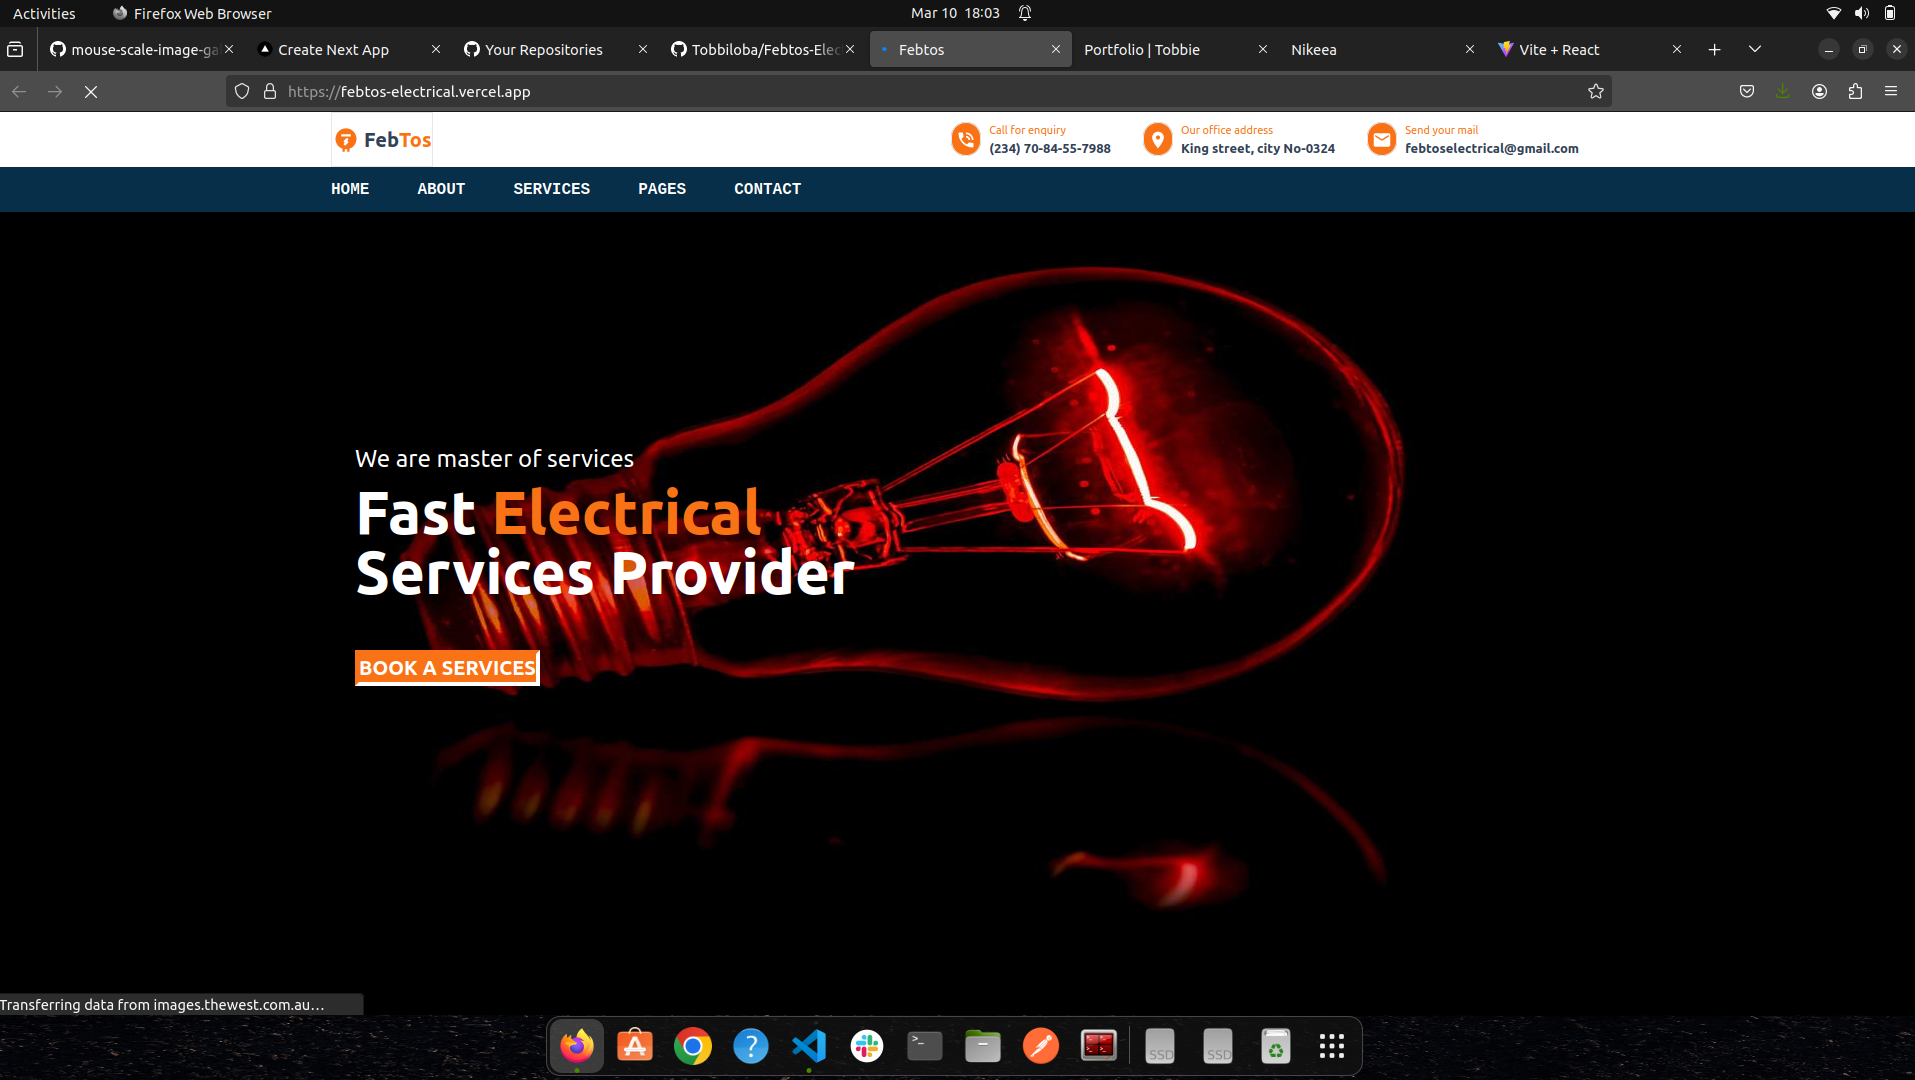 Activities
Firefox Web Browser
Mar 10 18:03
mouse-scale-image-ga
Create Next App
Your Repositories
Tobbiloba/Febtos-Elec
Febtos
Portfolio | Tobbie
Nikeea
Vite + React
https://febtos-electrical.vercel.app
FebTos
Call for enquiry
(234) 70-84-55-7988
Our office address
King street, city No-0324
Send your mail
febtoselectrical@gmail.com
HOME
ABOUT
SERVICES
PAGES
CONTACT
We are master of services
Fast Electrical
Services Provider
BOOK A SERVICES
Transferring data from images.thewest.com.au…
>_
?
SSD
SSD